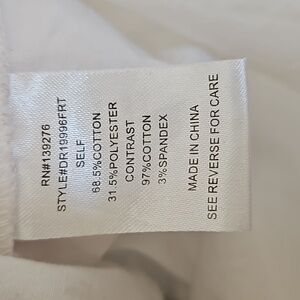 RN#139276
STYLE#DR19996FRT
SELF
68.5%COTTON
31.5%POLYESTER
CONTRAST
97%COTTON
3%SPANDEX
MADE IN CHINA
SEE REVERSE FOR CARE